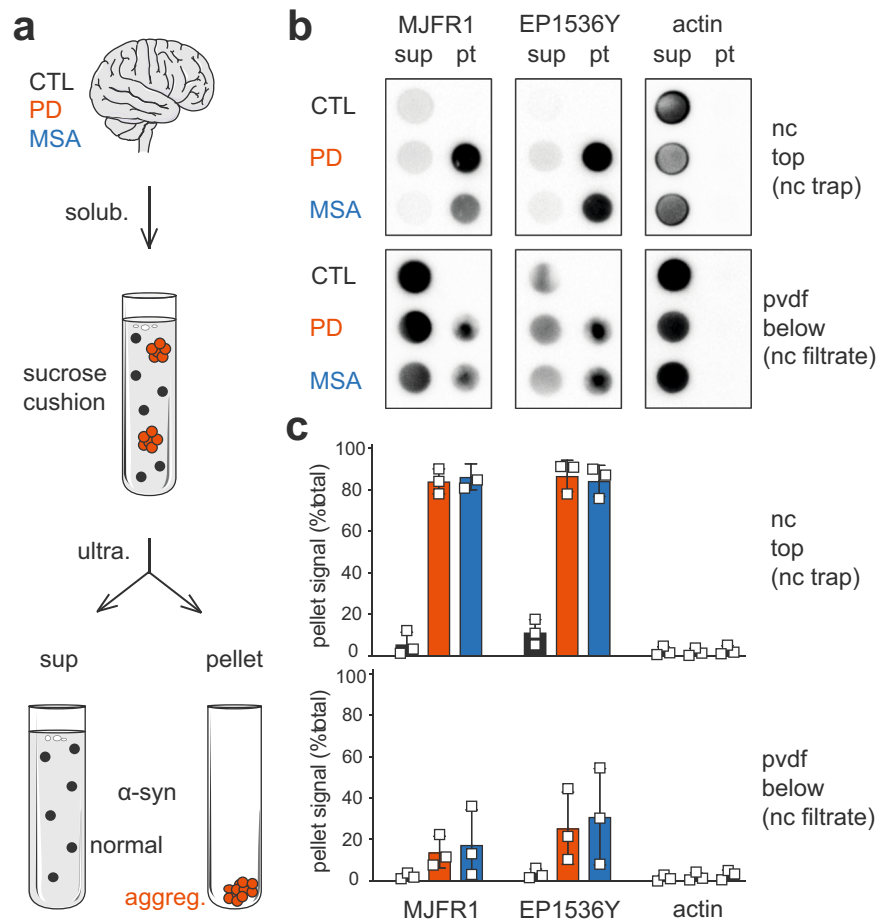 a
CTL
PD
MSA
solub.
sucrose
cushion
ultra.
sup pellet
α-syn
normal
aggreg.
b
MJFR1 EP1536Y actin
sup pt sup pt sup pt
CTL
PD
MSA
nc
top
(nc trap)
CTL
PD
MSA
pvdf
below
(nc filtrate)
c
pellet signal (%total)
100
80
60
40
20
0
nc
top
(nc trap)
pellet signal (%total)
100
80
60
40
20
0
pvdf
below
(nc filtrate)
MJFR1 EP1536Y actin